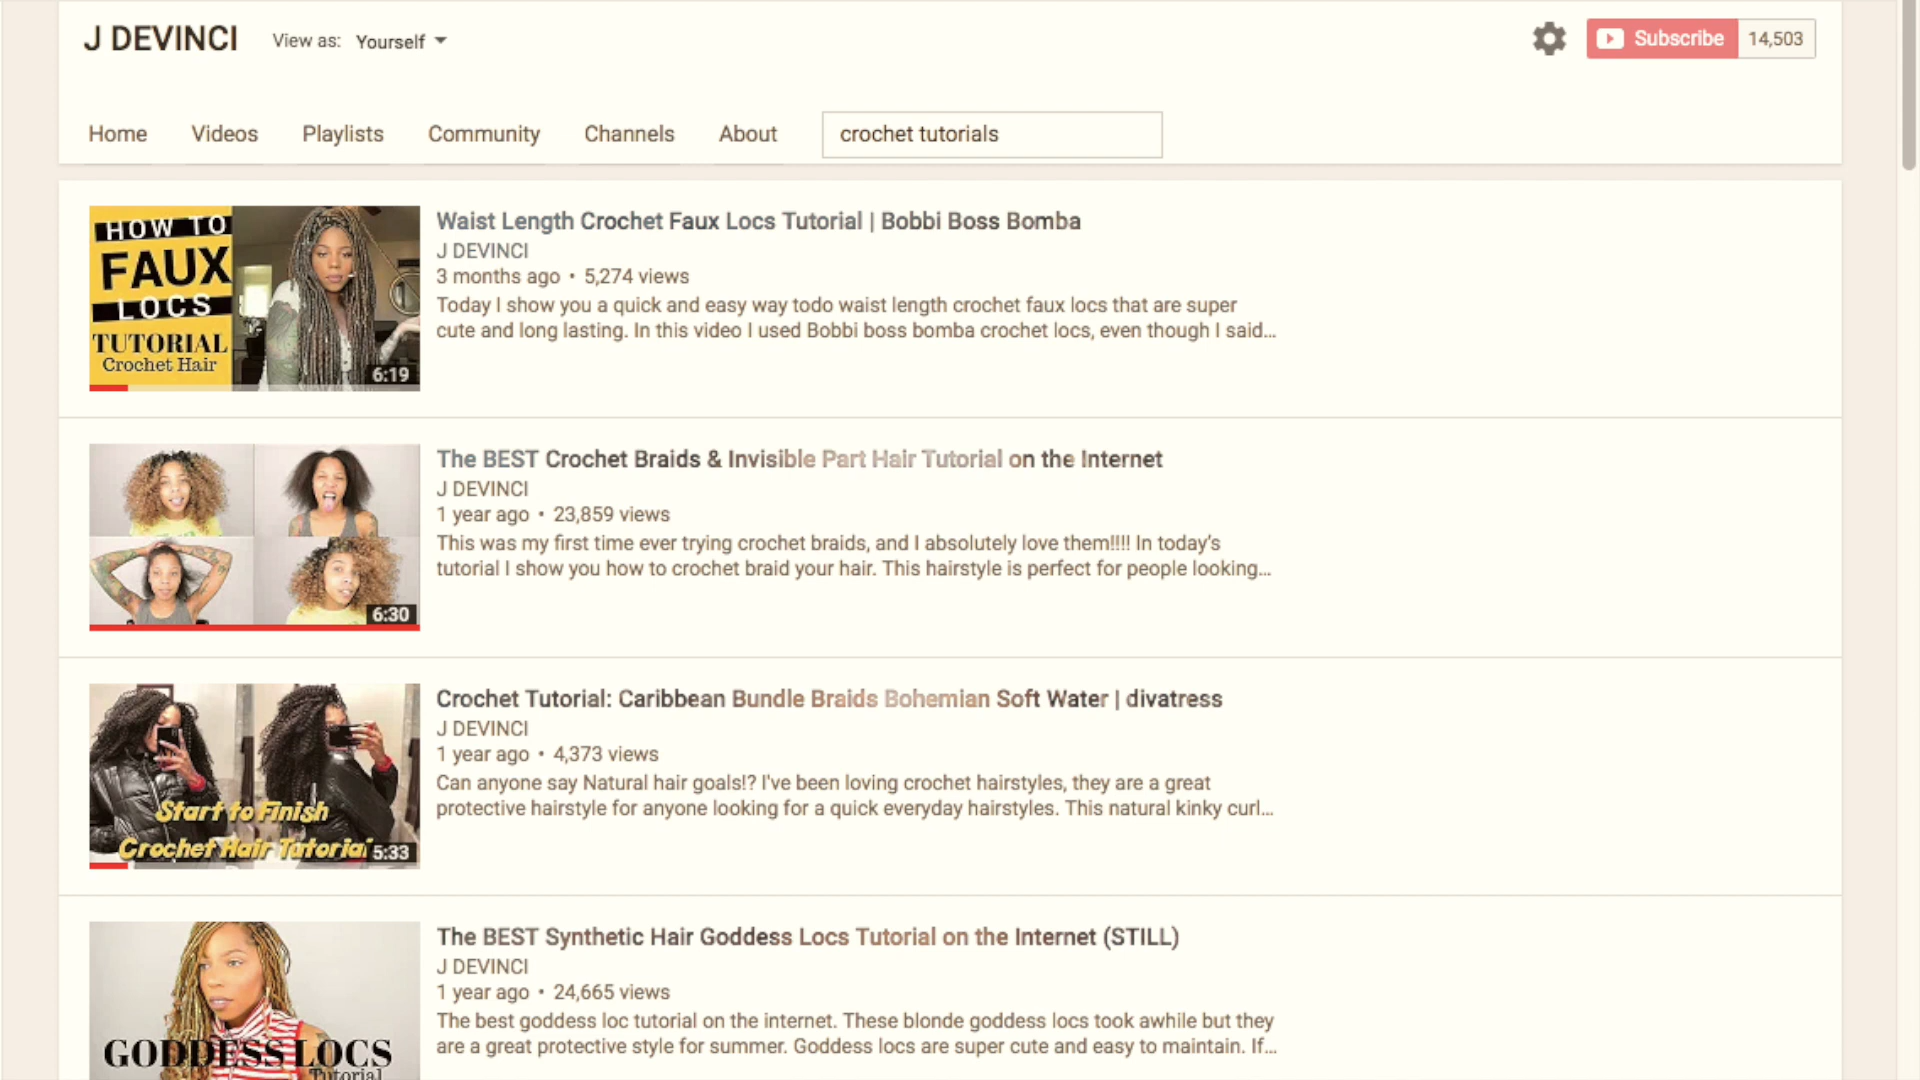 J DEVINCI
View as: Yourself
Subscribe 14,503
Home Videos Playlists Community Channels About crochet tutorials
HOW TO
FAUX
LOCS
TUTORIAL
Crochet Hair
6:19
Waist Length Crochet Faux Locs Tutorial | Bobbi Boss Bomba
J DEVINCI
3 months ago • 5,274 views
Today I show you a quick and easy way todo waist length crochet faux locs that are super
cute and long lasting. In this video I used Bobbi boss bomba crochet locs, even though I said...
6:30
The BEST Crochet Braids & Invisible Part Hair Tutorial on the Internet
J DEVINCI
1 year ago • 23,859 views
This was my first time ever trying crochet braids, and I absolutely love them!!!! In today's
tutorial I show you how to crochet braid your hair. This hairstyle is perfect for people looking...
Start to Finish
Crochet Hair Tutorial
5:33
Crochet Tutorial: Caribbean Bundle Braids Bohemian Soft Water | divatress
J DEVINCI
1 year ago • 4,373 views
Can anyone say Natural hair goals!? I've been loving crochet hairstyles, they are a great
protective hairstyle for anyone looking for a quick everyday hairstyles. This natural kinky curl...
GODDESS LOCS
Tutorial
The BEST Synthetic Hair Goddess Locs Tutorial on the Internet (STILL)
J DEVINCI
1 year ago • 24,665 views
The best goddess loc tutorial on the internet. These blonde goddess locs took awhile but they
are a great protective style for summer. Goddess locs are super cute and easy to maintain. If...